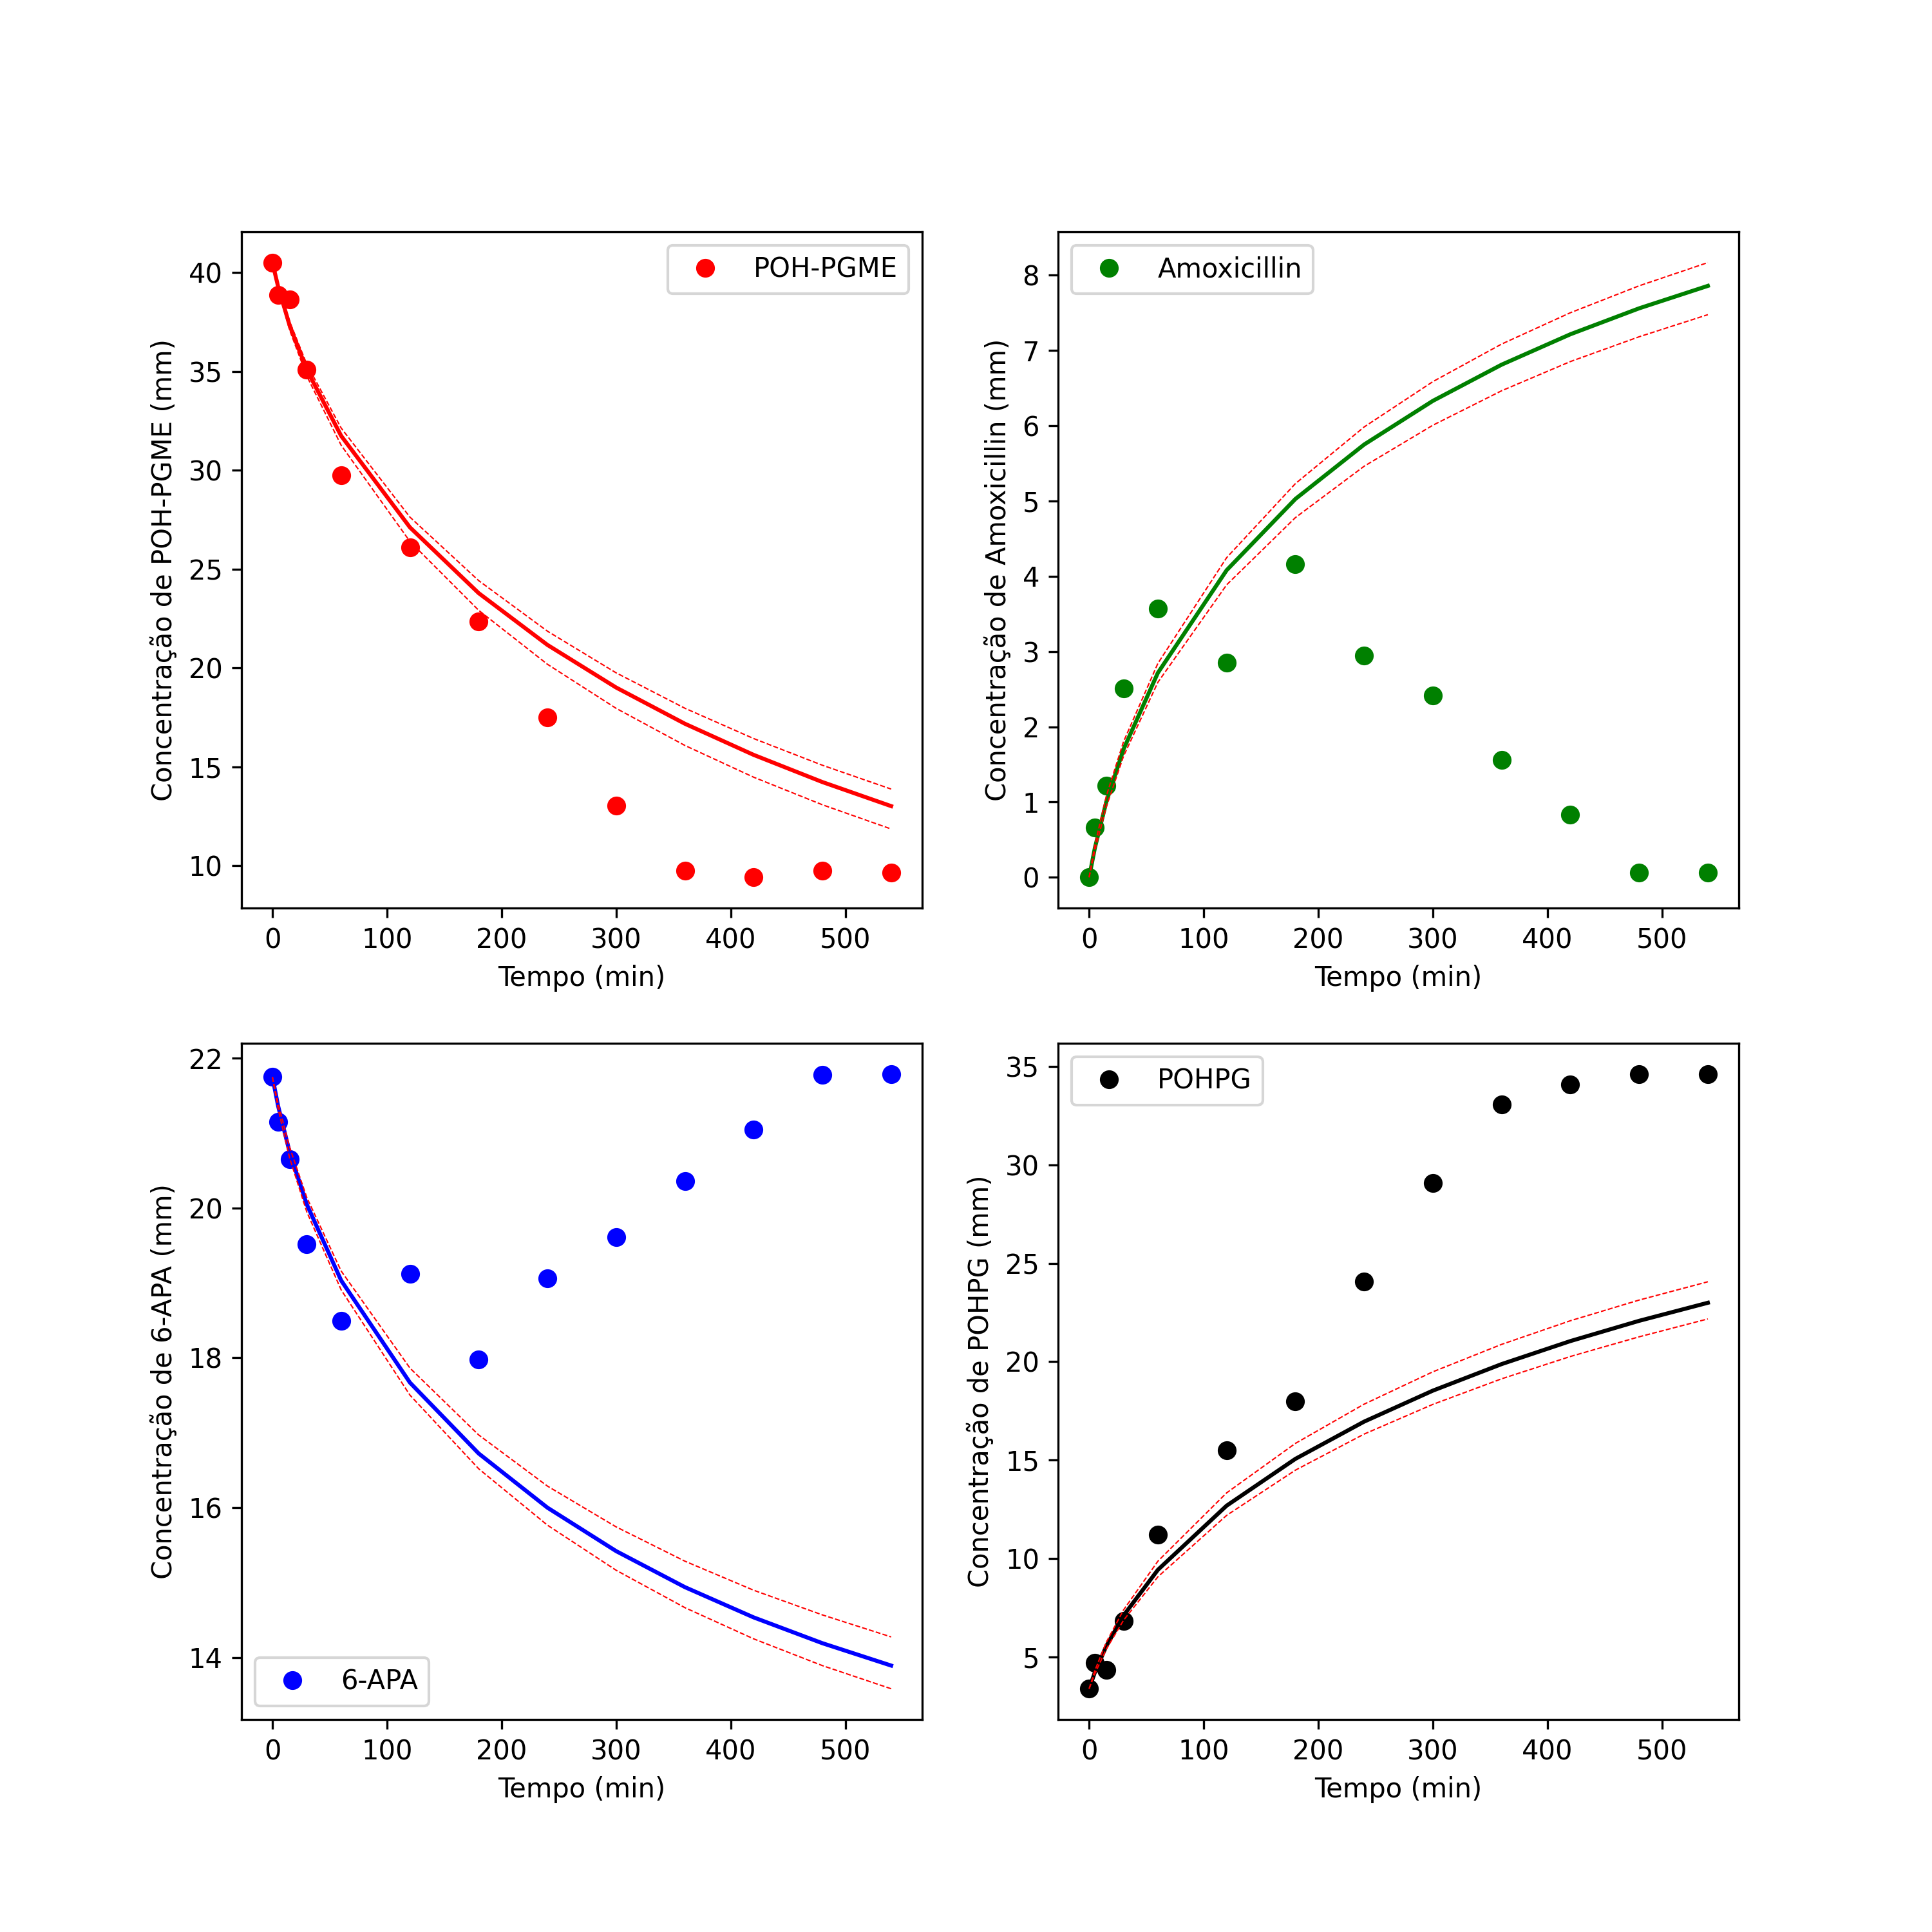 POH-PGME
40
35
30
25
20
15
10
Concentração de POH-PGME (mm)
0 100 200 300 400 500
Tempo (min)
Amoxicillin
8
7
6
5
4
3
2
1
0
Concentração de Amoxicillin (mm)
0 100 200 300 400 500
Tempo (min)
22
20
18
16
14
Concentração de 6-APA (mm)
6-APA
0 100 200 300 400 500
Tempo (min)
POHPG
35
30
25
20
15
10
5
Concentração de POHPG (mm)
0 100 200 300 400 500
Tempo (min)